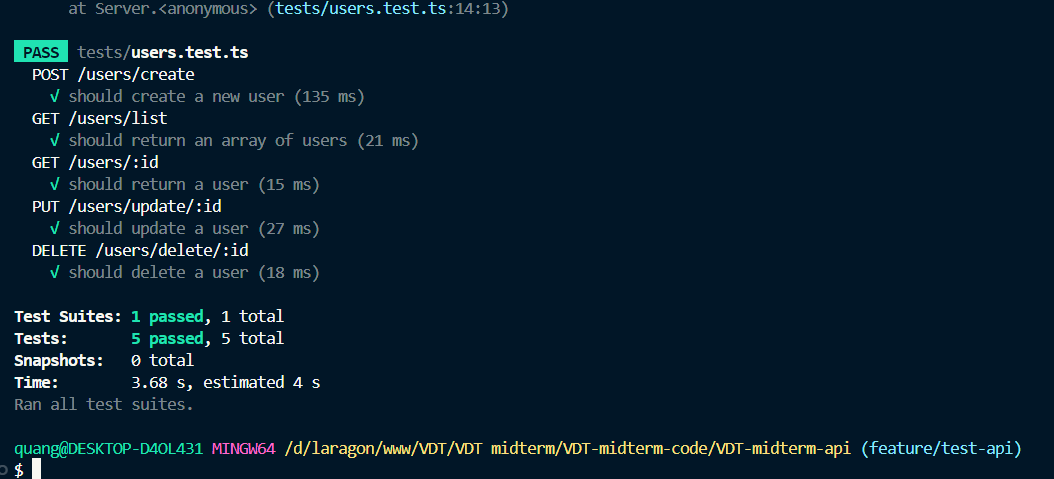 at Server.<anonymous> (tests/users.test.ts:14:13)
PASS tests/users.test.ts
POST /users/create
√ should create a new user (135 ms)
GET /users/list
√ should return an array of users (21 ms)
GET /users/:id
√ should return a user (15 ms)
PUT /users/update/:id
√ should update a user (27 ms)
DELETE /users/delete/:id
√ should delete a user (18 ms)
Test Suites: 1 passed, 1 total
Tests: 5 passed, 5 total
Snapshots: 0 total
Time: 3.68 s, estimated 4 s
Ran all test suites.
quang@DESKTOP-D4OL431 MINGW64 /d/laragon/www/VDT/VDT midterm/VDT-midterm-code/VDT-midterm-api (feature/test-api)
$